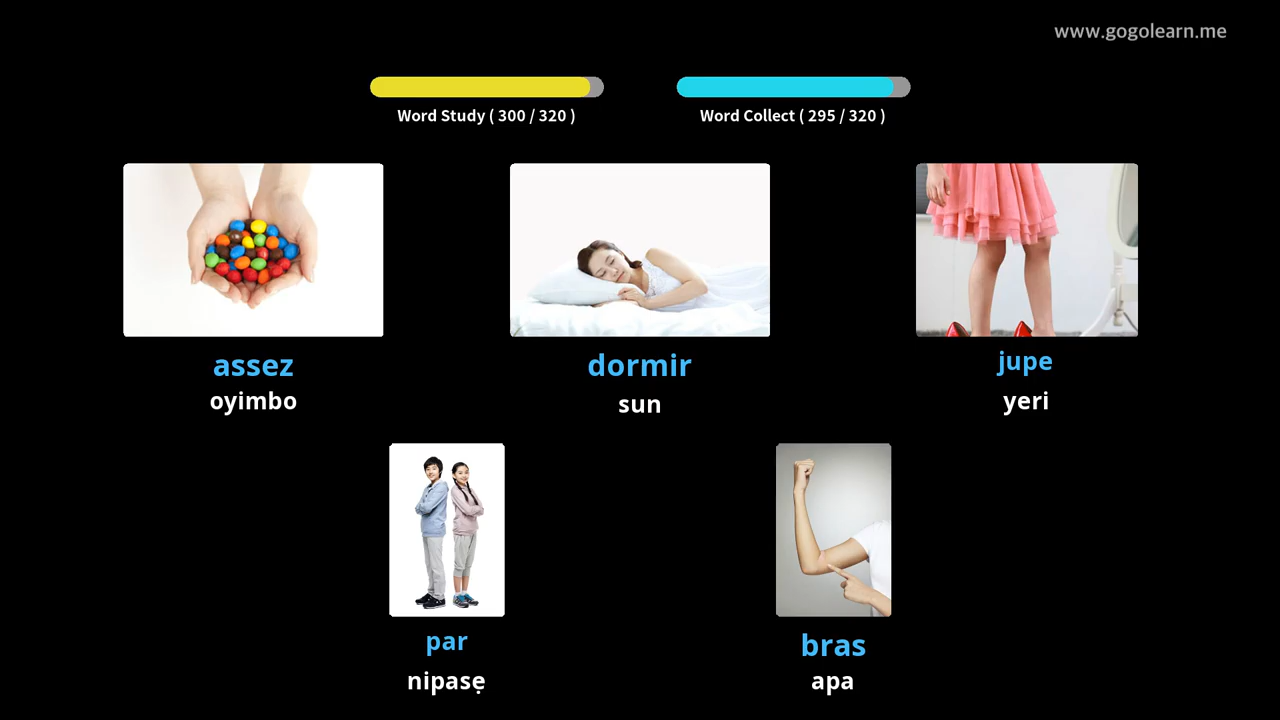 www.gogolearn.me
Word Study ( 300 / 320 )
Word Collect ( 295 / 320 )
assez
oyimbo
dormir
sun
jupe
yeri
par
nipasẹ
bras
apa